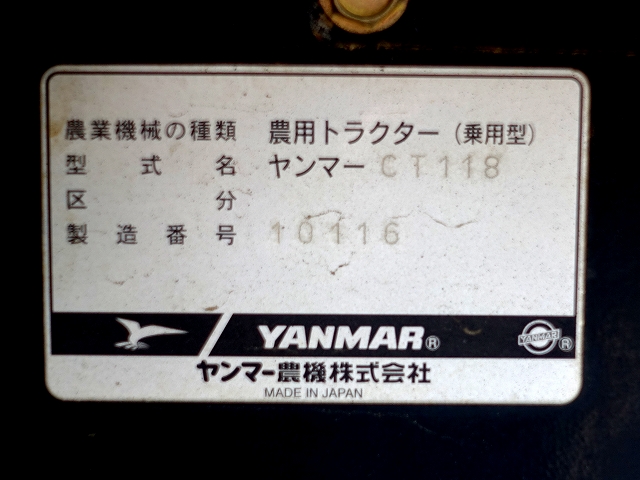 農業機械の種類 農用トラクター（乗用型）
型式名 ヤンマー CT118
区分
製造番号 10116
YANMAR® YANMAR®
ヤンマー農機株式会社
MADE IN JAPAN